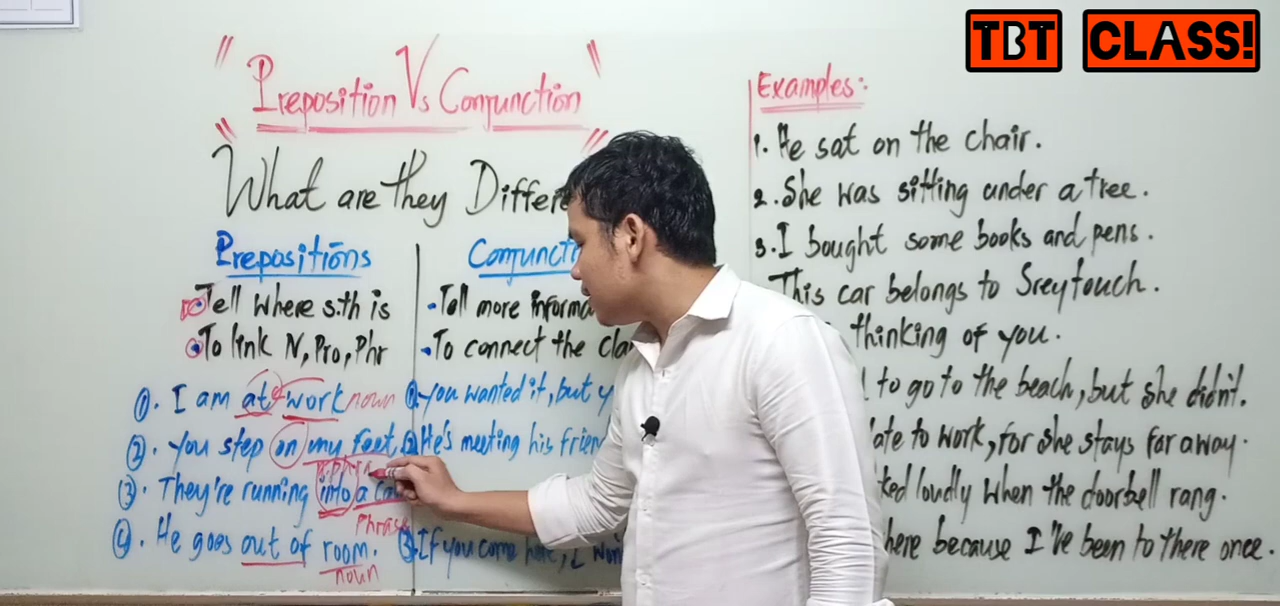 TBT CLASS!
" Preposition Vs Conjunction "
" What are they Differe "
Prepositions
Tell where s.th is
To link N, Pro, Phr
1. I am at work noun
2. You step on my feet.
3. They're running into a
phras
4. He goes out of room.
noun
Conjuncti
Tell more informa
To connect the cla
1. you wanted it, but y
2. He's meeting his frien
3. If you come here, I
Examples:
1. He sat on the chair.
2. She was sitting under a tree.
3. I bought some books and pens.
This car belongs to Sreytouch.
thinking of you.
to go to the beach, but she didn't.
ate to work, for she stays far away.
ked loudly when the doorbell rang.
here because I've been to there once.